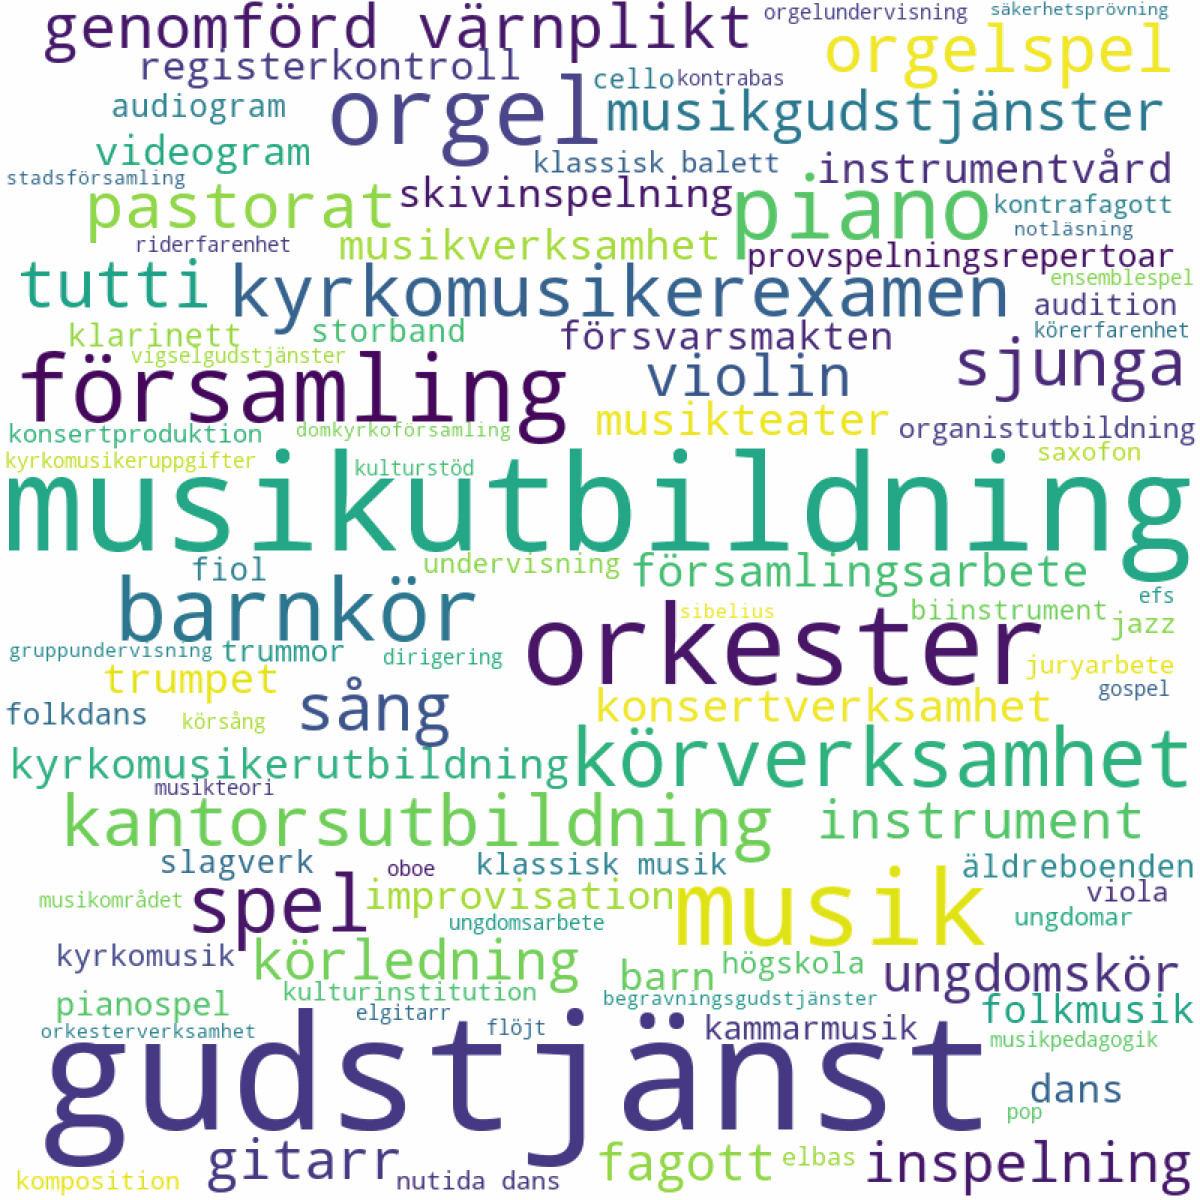 genomförd värnplikt orgelundervisning säkerhetsprövning
registerkontroll orgel cello kontrabas orgelspel
audiogram musikgudstjänster
videogram klassisk balett instrumentvård
stadsförsamling pastorat skivinspelning piano kontrafagott
riderfarenhet musikverksamhet provspelningsrepertoar notläsning
tutti kyrkomusikerexamen ensemblespel
audition
klarinett storband försvarsmakten körerfarenhet
vigselgudstjänster
församling violin sjunga
konsertproduktion domkyrkoförsamling musikteater organistutbildning
kyrkomusikeruppgifter kulturstöd saxofon
musikutbildning
fiol undervisning församlingsarbete
barnkör orkester sibelius biinstrument efs
jazz
gruppundervisning trummor dirigering juryarbete
trumpet gospel
folkdans körsång sång konsertverksamhet
kyrkomusikerutbildning körverksamhet
musikteori
kantorsutbildning instrument
slagverk oboe klassisk musik äldreboenden
musikområdet spel improvisation musik viola
ungdomsarbete ungdomar
kyrkomusik körledning barn högskola ungdomskör
pianospel kulturinstitution begravningsgudstjänster folkmusik
orkesterverksamhet elgitarr flöjt kammarmusik musikpedagogik
gudstjänst dans
pop
komposition gitarr nutida dans fagott elbas inspelning